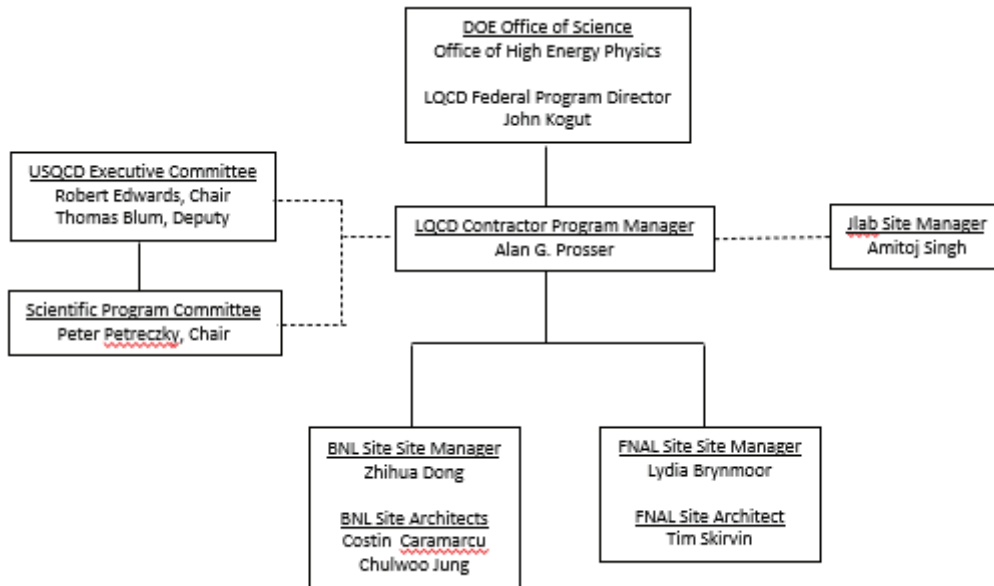 DOE Office of Science
Office of High Energy Physics
LQCD Federal Program Director
John Kogut
USQCD Executive Committee
Robert Edwards, Chair
Thomas Blum, Deputy
LQCD Contractor Program Manager
Alan G. Prosser
Jlab Site Manager
Amitoj Singh
Scientific Program Committee
Peter Petreczky, Chair
BNL Site Site Manager
Zhihua Dong
BNL Site Architects
Costin Caramarcu
Chulwoo Jung
FNAL Site Site Manager
Lydia Brynmoor
FNAL Site Architect
Tim Skirvin